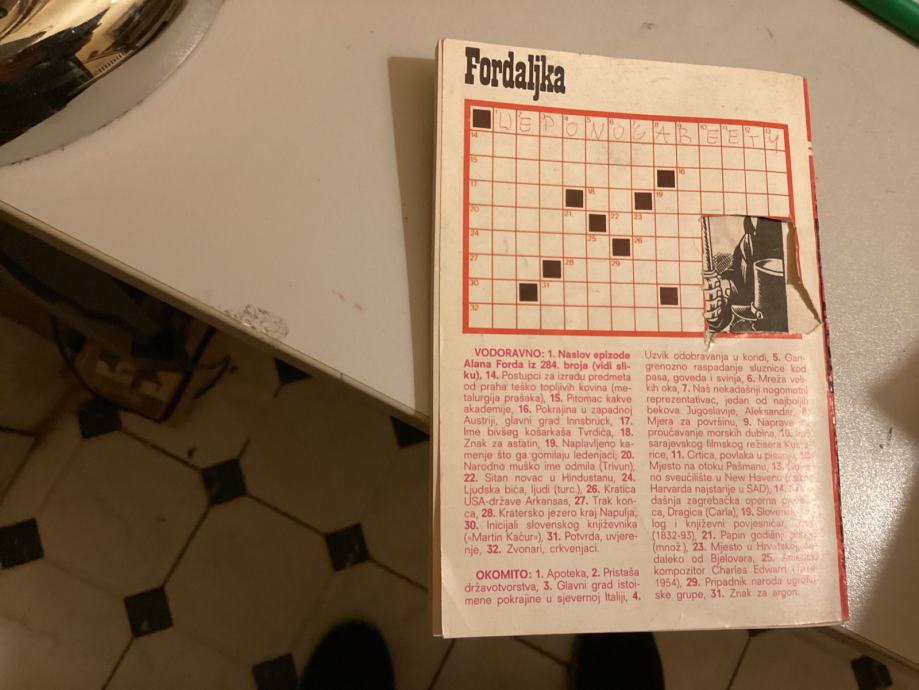 Fordaljka
VODORAVNO: 1. Naslov epizode
Alana Forda iz 284. broja (vidi sli-
ku), 14. Postupci za izradu predmeta
od praha teško topljivih kovina (me-
talurgija prašaka), 15. Pitomac kakve
akademije, 16. Pokrajina u zapadnoj
Austriji, glavni grad Innsbruck, 17.
Ime bivšeg košarkaša Tvrdića, 18.
Znak za astatin, 19. Naplavljeno ka-
menje što ga gomilaju ledenjaci, 20.
Narodno muško ime odmila (Trivun),
22. Sitan novac u Hindustanu, 24.
Ljudska bića, ljudi (turc.), 26. Kratica
USA-države Arkansas, 27. Trak kon-
ca, 28. Kratersko jezero kraj Napulja,
30. Inicijali slovenskog književnika
(«Martin Kačur»), 31. Potvrda, uvjere-
nje, 32. Zvonari, crkvenjaci.
OKOMITO: 1. Apoteka, 2. Pristaša
državotvorstva, 3. Glavni grad istoi-
mene pokrajine u sjevernoj Italiji, 4.
Uzvik odobravanja u koridi, 5. Gan-
grenozno raspadanje sluznice kod
pasa, goveda i svinja, 6. Mreža veli-
kih oka, 7. Naš nekadašnji nogometni
reprezentativac, jedan od najboljih
bekova Jugoslavije, Aleksandar, 8.
Mjera za površinu, 9. Naprave
proučavanje morskih dubina, 10.
sarajevskog filmskog režisera
11. Crtica, povlaka u pisanju,
Mjesto na otoku Pašmanu, 13.
sveučilište u New Havenu
Harvarda najstarije u SAD), 14.
dašnja zagrebačka operna
ca, Dragica (Carla), 19.
log i književni povjesničar,
(1832-93), 21. Papin godišnji
(množ.), 23. Mjesto u Hrvatskoj,
daleko od Bjelovara, 25.
kompozitor Charles Edward
1954), 29. Pripadnik naroda
ske grupe, 31. Znak za argon.